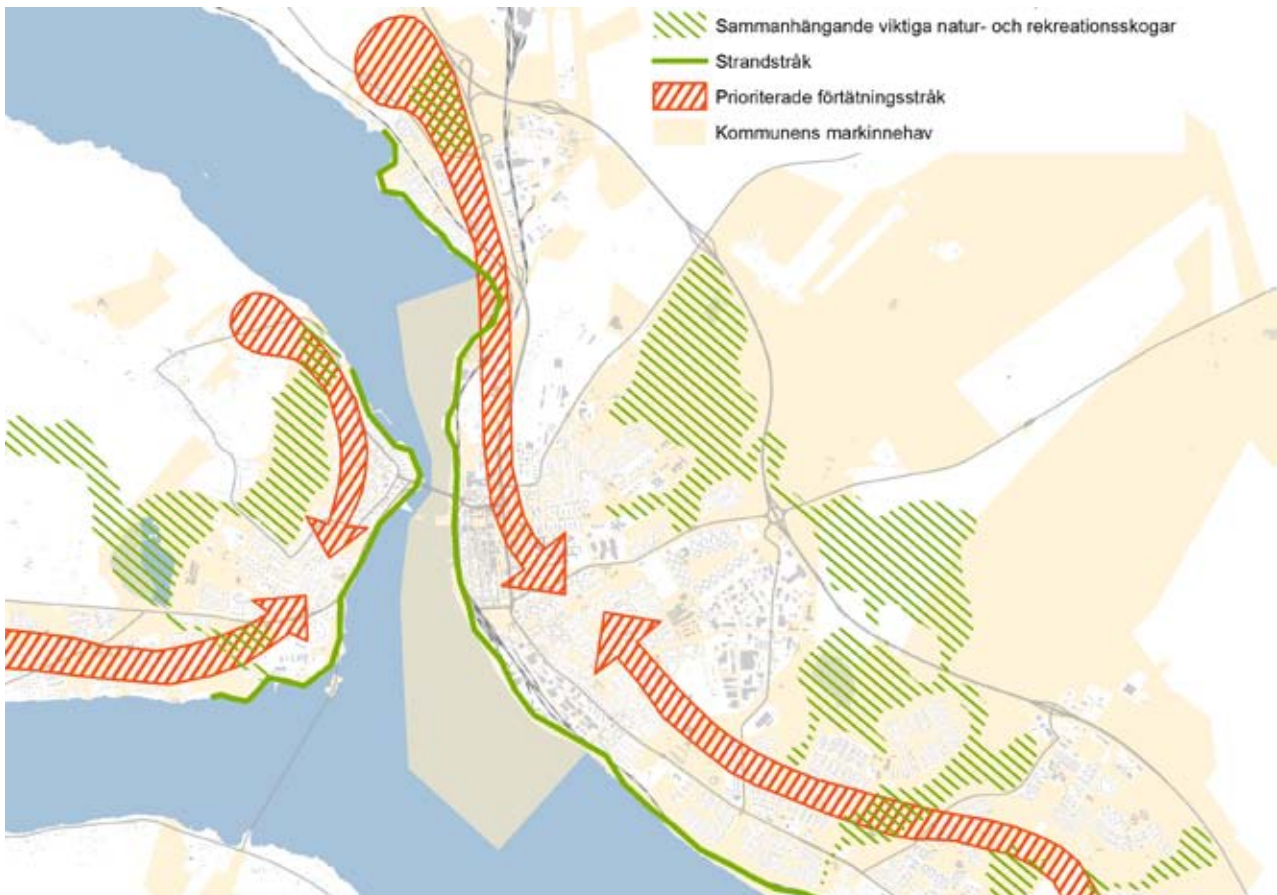 Sammanhängande viktiga natur- och rekreationsskogar
Strandstråk
Prioriterade förtätningsstråk
Kommunens markinnehav